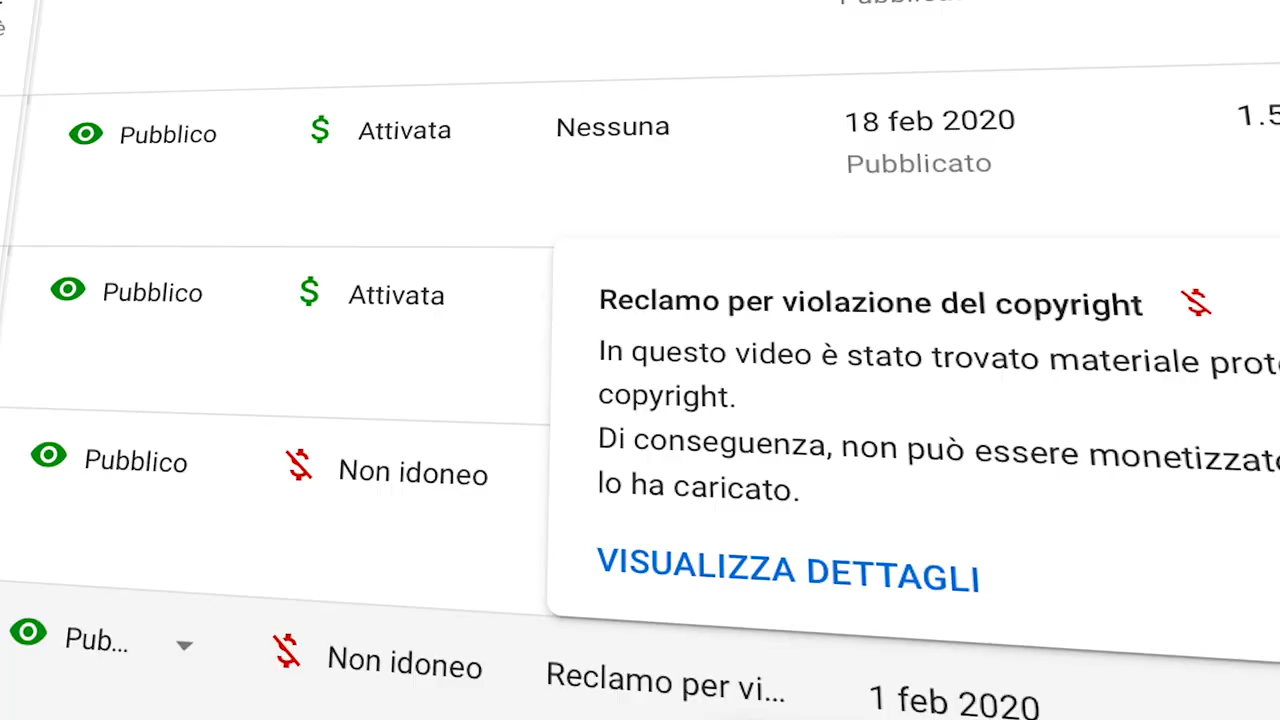 Pubblico Attivata Nessuna 18 feb 2020
Pubblicato
Pubblico Attivata
Reclamo per violazione del copyright
In questo video è stato trovato materiale
copyright.
Di conseguenza, non può essere
lo ha caricato.
VISUALIZZA DETTAGLI
Pubblico Non idoneo
Pub... Non idoneo Reclamo per vi... 1 feb 2020